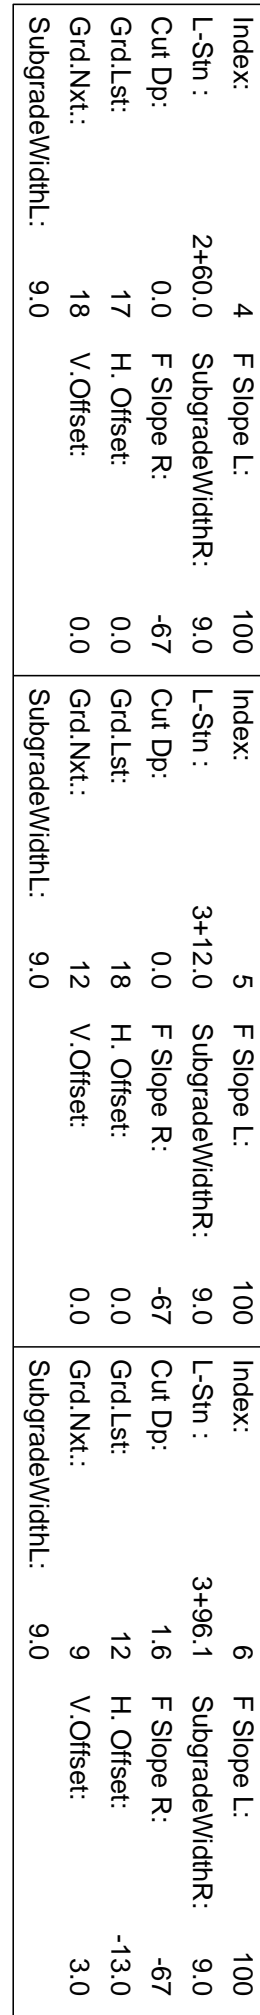 Index: 4 F Slope L: 100
L-Stn : 2+60.0 SubgradeWidthR: 9.0
Cut Dp: 0.0 F Slope R: -67
Grd.Lst: 17 H. Offset: 0.0
Grd.Nxt.: 18 V.Offset: 0.0
SubgradeWidthL: 9.0
Index: 5 F Slope L: 100
L-Stn : 3+12.0 SubgradeWidthR: 9.0
Cut Dp: 0.0 F Slope R: -67
Grd.Lst: 18 H. Offset: 0.0
Grd.Nxt.: 12 V.Offset: 0.0
SubgradeWidthL: 9.0
Index: 6 F Slope L: 100
L-Stn : 3+96.1 SubgradeWidthR: 9.0
Cut Dp: 1.6 F Slope R: -67
Grd.Lst: 12 H. Offset: -13.0
Grd.Nxt.: 9 V.Offset: 3.0
SubgradeWidthL: 9.0